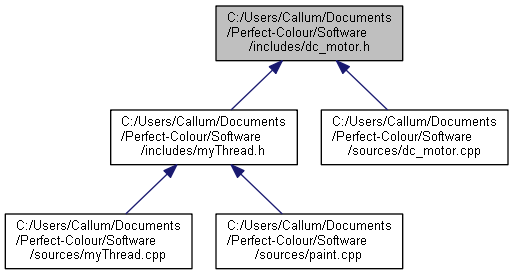 C:/Users/Callum/Documents
/Perfect-Colour/Software
/includes/dc_motor.h
C:/Users/Callum/Documents
/Perfect-Colour/Software
/includes/myThread.h
C:/Users/Callum/Documents
/Perfect-Colour/Software
/sources/dc_motor.cpp
C:/Users/Callum/Documents
/Perfect-Colour/Software
/sources/myThread.cpp
C:/Users/Callum/Documents
/Perfect-Colour/Software
/sources/paint.cpp